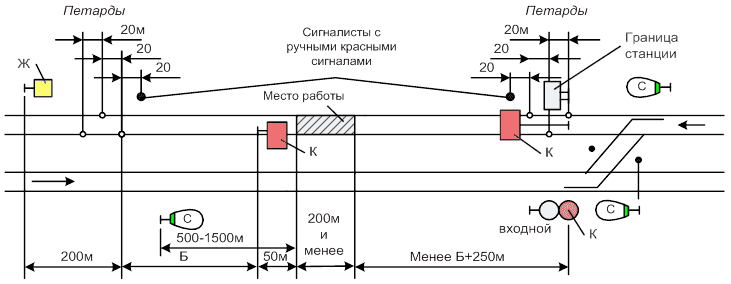 Петарды
Петарды
20м
20м
Сигналисты с
ручными красными
сигналами
Граница
станции
20
20
20
20
Ж
С
Место работы
К
К
С
входной
С
К
500-1500м
200м
и
менее
200м
Б
50м
Менее Б+250м